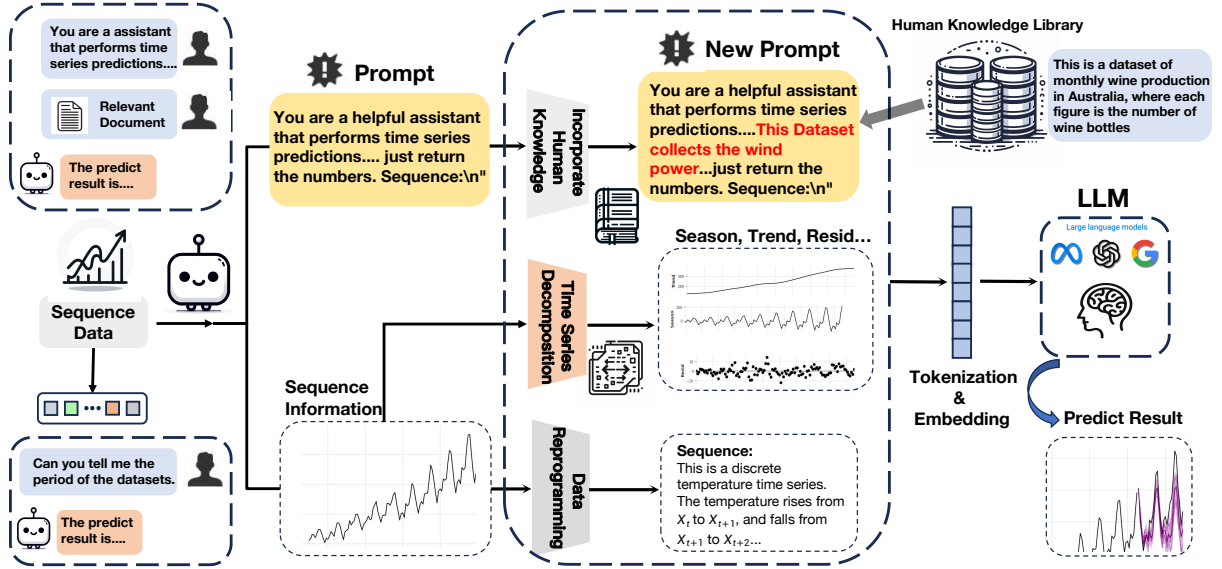 You are a assistant
that performs time
series predictions....
Relevant
Document
The predict
result is....
Sequence
Data
Can you tell me the
period of the datasets.
The predict
result is....
Prompt
You are a helpful assistant
that performs time series
predictions.... just return
the numbers. Sequence:\n"
Sequence
Information
Incorporate
Human
Knowledge
Time Series
Decomposition
Data
Reprogramming
New Prompt
You are a helpful assistant
that performs time series
predictions....This Dataset
collects the wind
power...just return the
numbers. Sequence:\n"
Season, Trend, Resid...
Trend
Season
Resid
Sequence:
This is a discrete
temperature time series.
The temperature rises from
X_t to X_{t+1}, and falls from
X_{t+1} to X_{t+2}...
Human Knowledge Library
This is a dataset of
monthly wine production
in Australia, where each
figure is the number of
wine bottles
Tokenization
&
Embedding
LLM
Large language models
Predict Result